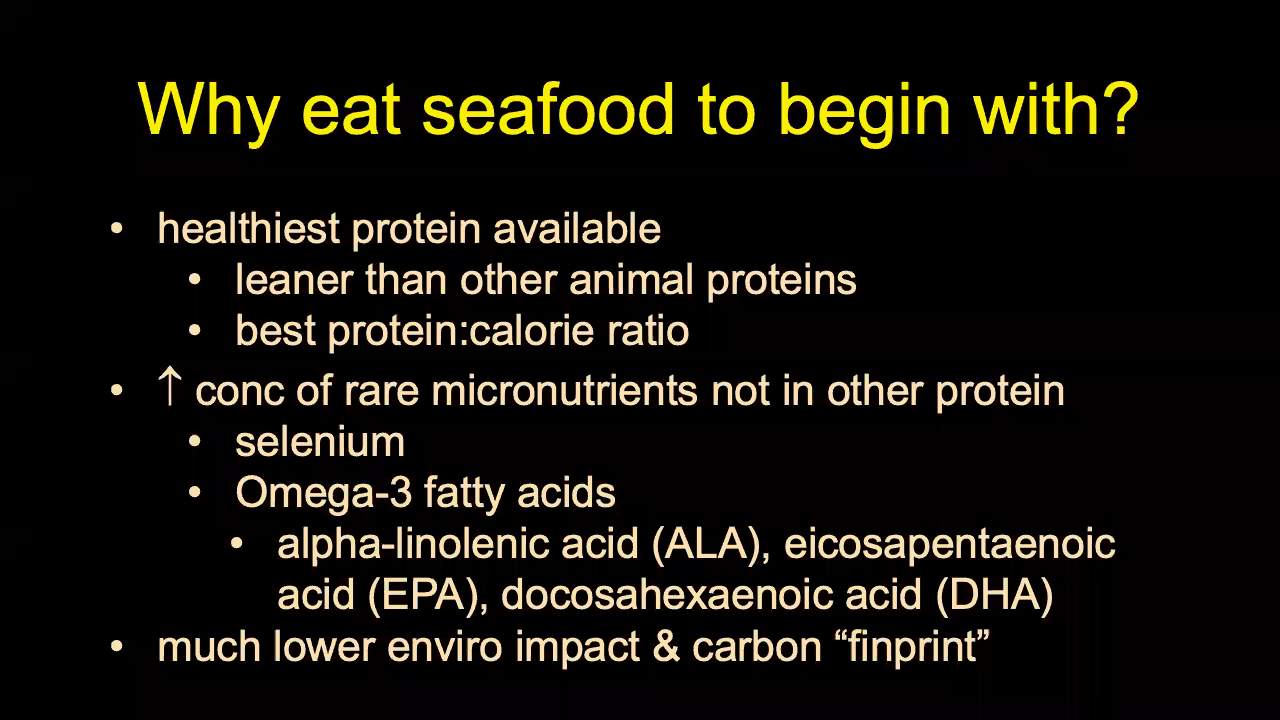 Why eat seafood to begin with?
• healthiest protein available
• leaner than other animal proteins
• best protein:calorie ratio
• ↑ conc of rare micronutrients not in other protein
• selenium
• Omega-3 fatty acids
• alpha-linolenic acid (ALA), eicosapentaenoic
acid (EPA), docosahexaenoic acid (DHA)
• much lower enviro impact & carbon “finprint”